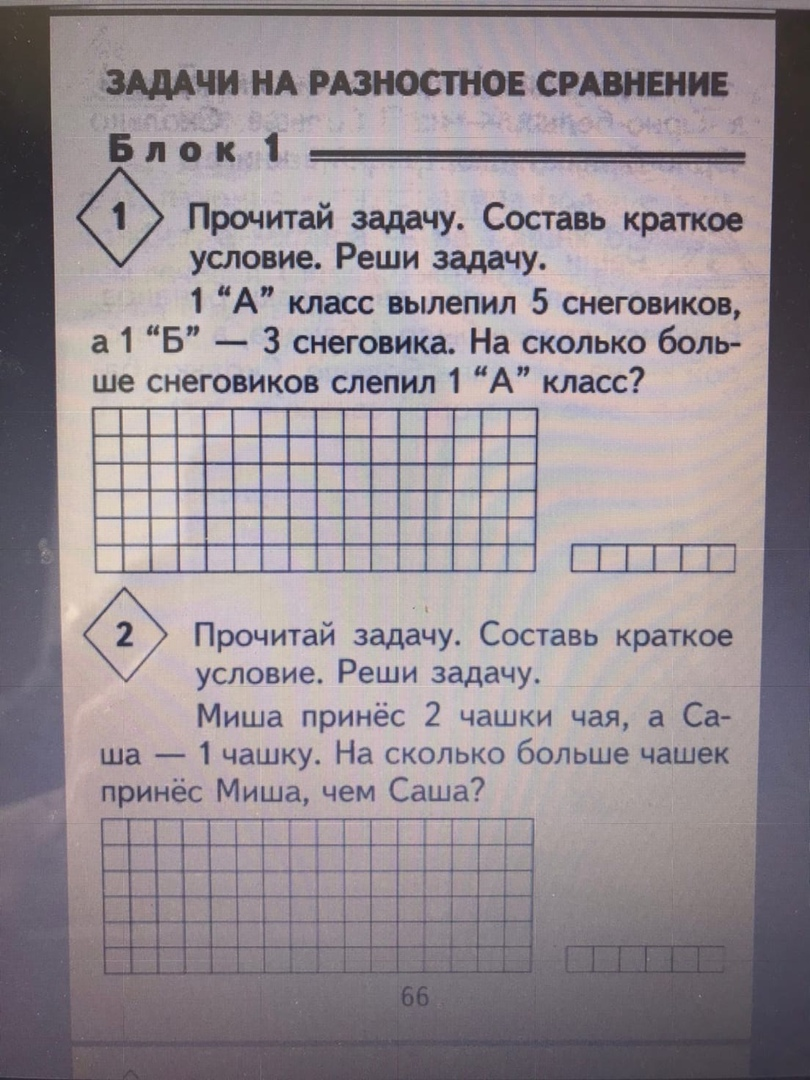 ЗАДАЧИ НА РАЗНОСТНОЕ СРАВНЕНИЕ
Блок 1
1 Прочитай задачу. Составь краткое
условие. Реши задачу.
1 “А” класс вылепил 5 снеговиков,
а 1 “Б” — 3 снеговика. На сколько боль-
ше снеговиков слепил 1 “А” класс?
2 Прочитай задачу. Составь краткое
условие. Реши задачу.
Миша принёс 2 чашки чая, а Са-
ша — 1 чашку. На сколько больше чашек
принёс Миша, чем Саша?
66